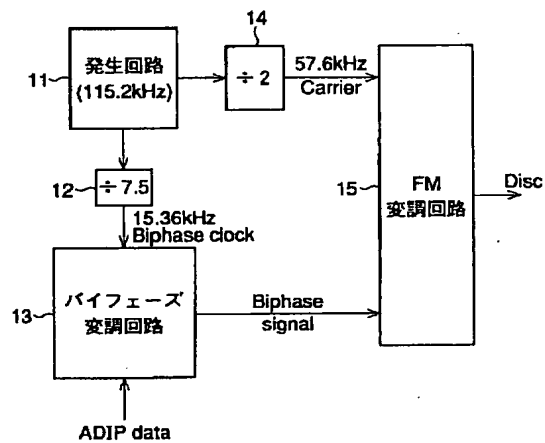 14
発生回路
(115.2kHz)
11
÷ 2
57.6kHz
Carrier
12
÷ 7.5
15.36kHz
Biphase clock
15
FM
変調回路
Disc
バイフェーズ
変調回路
13
Biphase
signal
ADIP data